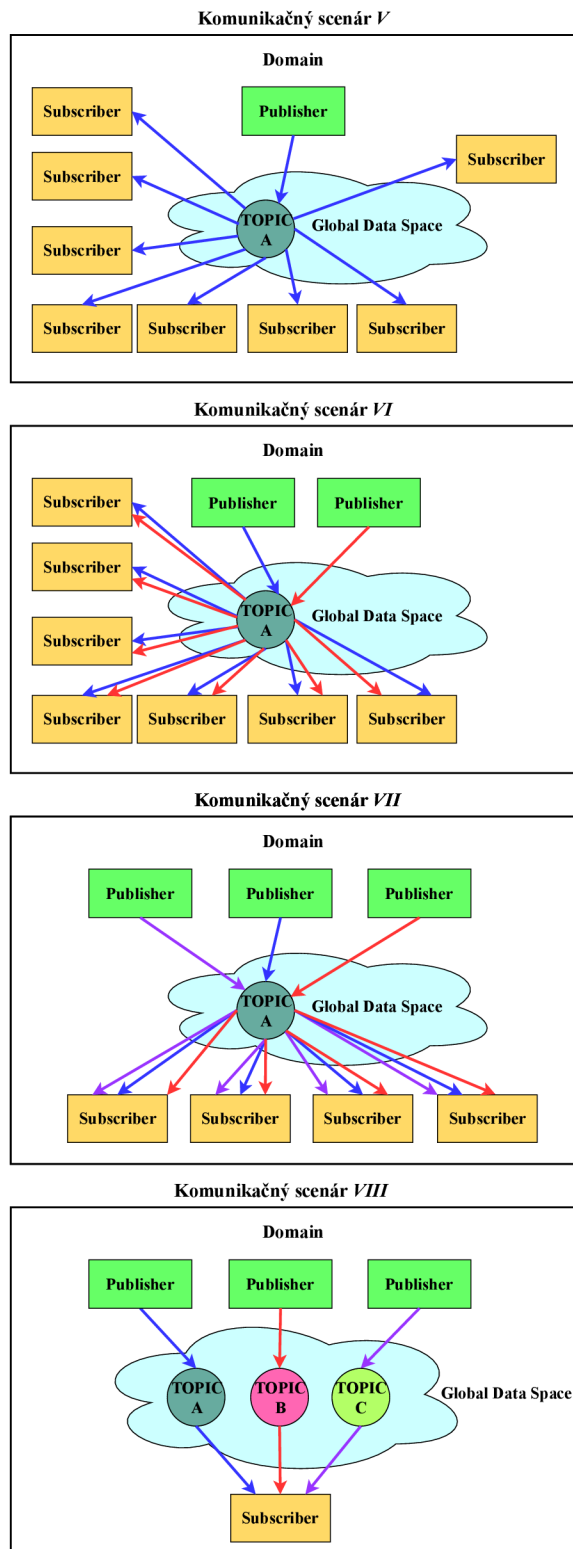 Komunikačný scenár V
Domain
Subscriber
Publisher
Subscriber
Subscriber
Subscriber
TOPIC
A
Global Data Space
Subscriber
Subscriber
Subscriber
Subscriber
Komunikačný scenár VI
Domain
Subscriber
Publisher
Publisher
Subscriber
Subscriber
TOPIC
A
Global Data Space
Subscriber
Subscriber
Subscriber
Subscriber
Komunikačný scenár VII
Domain
Publisher
Publisher
Publisher
TOPIC
A
Global Data Space
Subscriber
Subscriber
Subscriber
Subscriber
Komunikačný scenár VIII
Domain
Publisher
Publisher
Publisher
TOPIC
A
TOPIC
B
TOPIC
C
Global Data Space
Subscriber